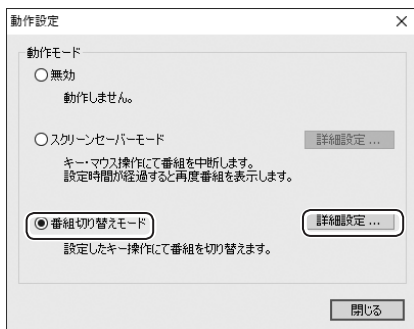 動作設定
動作モード
無効
動作しません。
スクリーンセーバーモード
詳細設定 ...
キー・マウス操作にて番組を中断します。
設定時間が経過すると再度番組を表示します。
番組切り替えモード
詳細設定 ...
設定したキー操作にて番組を切り替えます。
閉じる